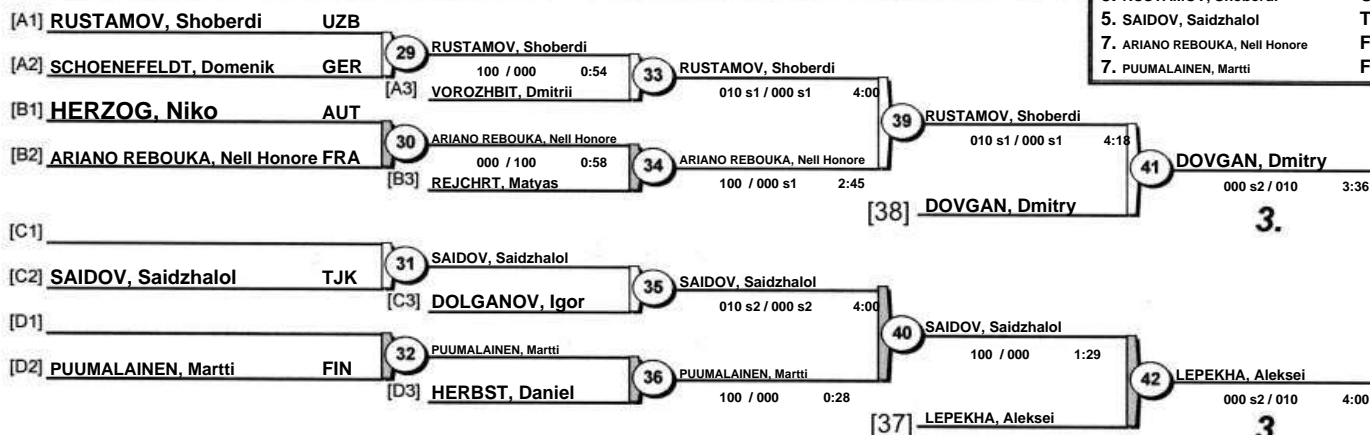 5. SAIDOV, Saidzhalol T
7. ARIANO REBOUKA, Nell Honore F
7. PUUMALAINEN, Martti F
[A1] RUSTAMOV, Shoberdi UZB
29 RUSTAMOV, Shoberdi
[A2] SCHOENEFELDT, Domenik GER
100 / 000 0:54
[A3] VOROZHBIT, Dmitrii
33 RUSTAMOV, Shoberdi
010 s1 / 000 s1 4:00
[B1] HERZOG, Niko AUT
39 RUSTAMOV, Shoberdi
010 s1 / 000 s1 4:18
30 ARIANO REBOUKA, Nell Honore
[B2] ARIANO REBOUKA, Nell Honore FRA
000 / 100 0:58
[B3] REJCHRT, Matyas
34 ARIANO REBOUKA, Nell Honore
100 / 000 s1 2:45
41 DOVGAN, Dmitry
000 s2 / 010 3:36
[38] DOVGAN, Dmitry
3.
[C1]
31 SAIDOV, Saidzhalol
[C2] SAIDOV, Saidzhalol TJK
[C3] DOLGANOV, Igor
35 SAIDOV, Saidzhalol
010 s2 / 000 s2 4:00
[D1]
40 SAIDOV, Saidzhalol
100 / 000 1:29
32 PUUMALAINEN, Martti
[D2] PUUMALAINEN, Martti FIN
[D3] HERBST, Daniel
36 PUUMALAINEN, Martti
100 / 000 0:28
42 LEPEKHA, Aleksei
000 s2 / 010 4:00
[37] LEPEKHA, Aleksei
3